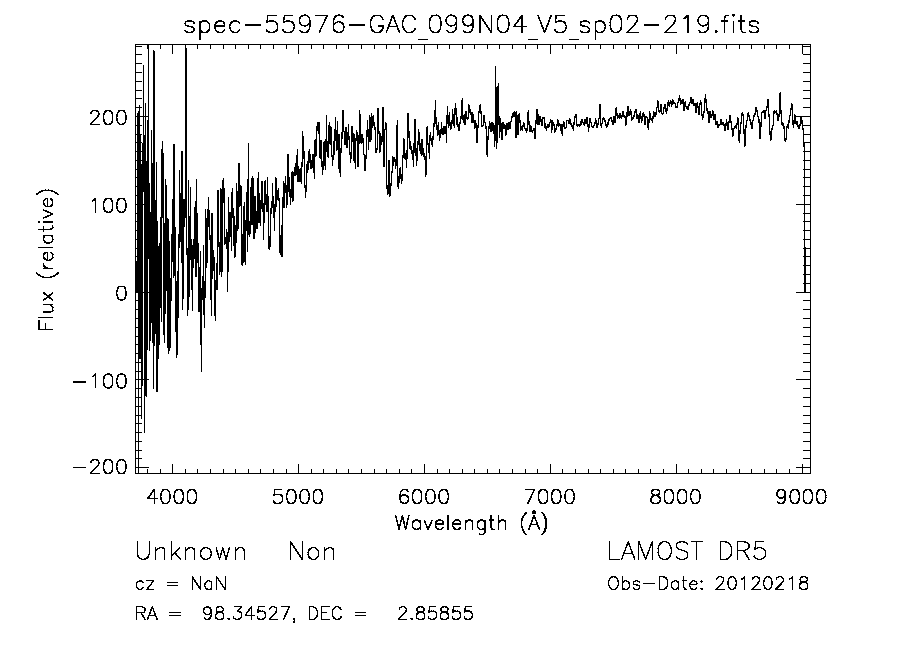 spec-55976-GAC_099N04_V5_sp02-219.fits
200
100
0
-100
-200
Flux (relative)
4000 5000 6000 7000 8000 9000
Wavelength (Å)
Unknown Non
LAMOST DR5
cz = NaN
Obs-Date: 20120218
RA = 98.34527, DEC = 2.85855